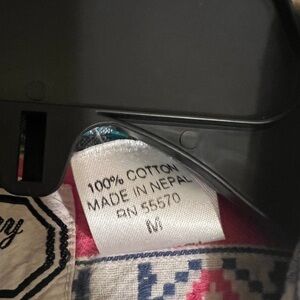 100% COTTON
MADE IN NEPAL
RN 55570
M